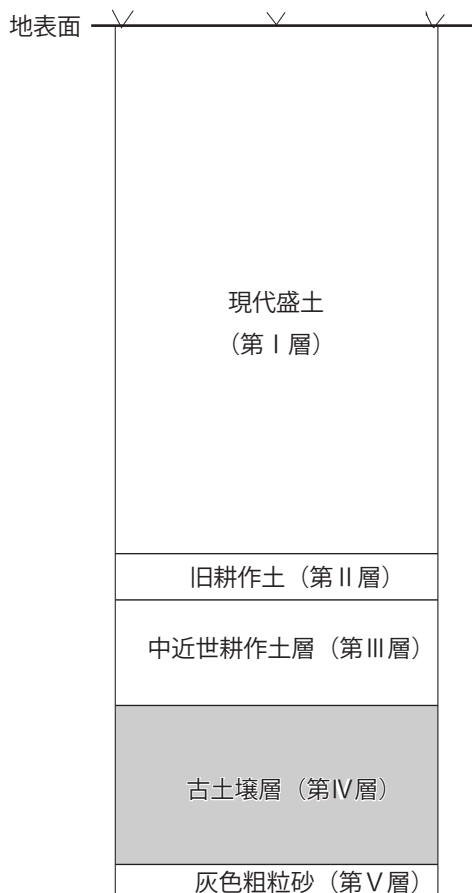 地表面
現代盛土
（第Ⅰ層）
旧耕作土（第Ⅱ層）
中近世耕作土層（第Ⅲ層）
古土壌層（第Ⅳ層）
灰色粗粒砂（第Ⅴ層）